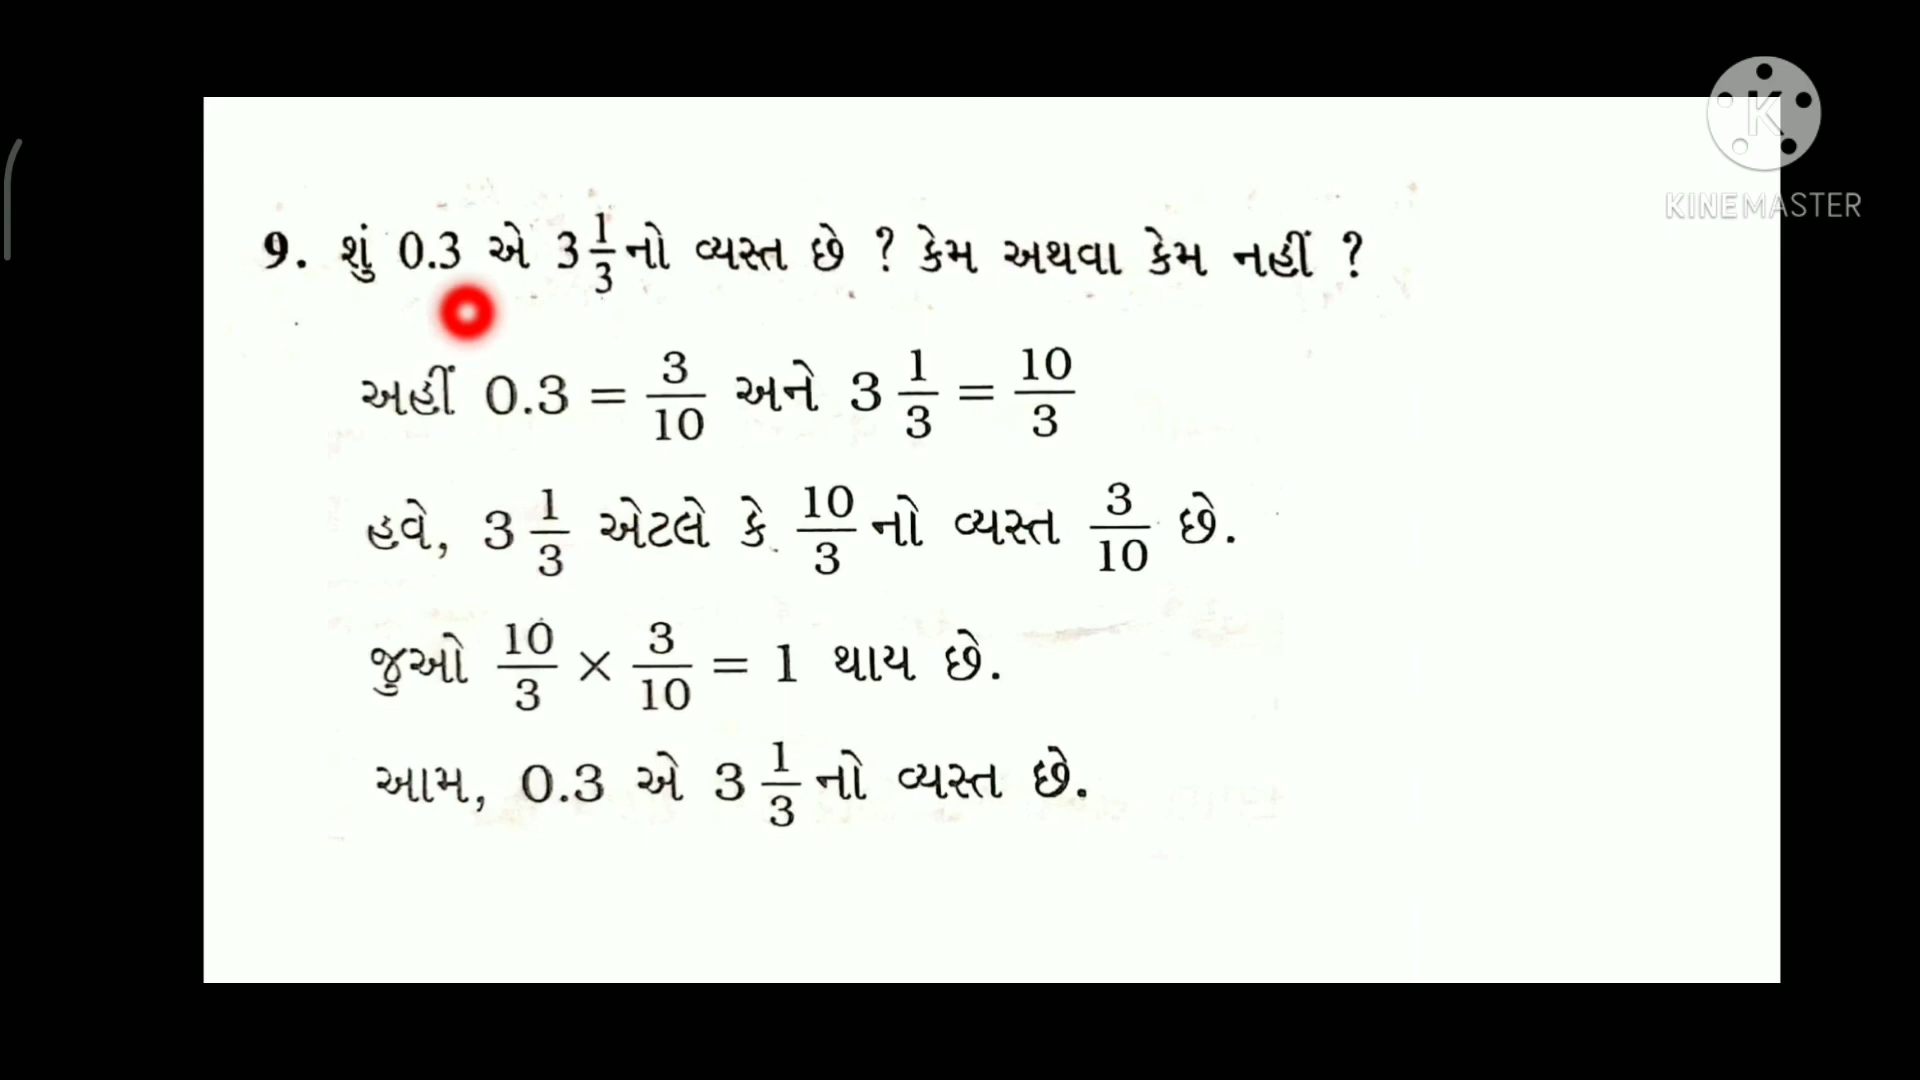 KINEMASTER
9. શું 0.3 એ 3 1/3 નો વ્યસ્ત છે ? કેમ અથવા કેમ નહીં ?
અહીં 0.3 = 3/10 અને 3 1/3 = 10/3
હવે, 3 1/3 એટલે કે 10/3 નો વ્યસ્ત 3/10 છે.
જુઓ 10/3 × 3/10 = 1 થાય છે.
આમ, 0.3 એ 3 1/3 નો વ્યસ્ત છે.